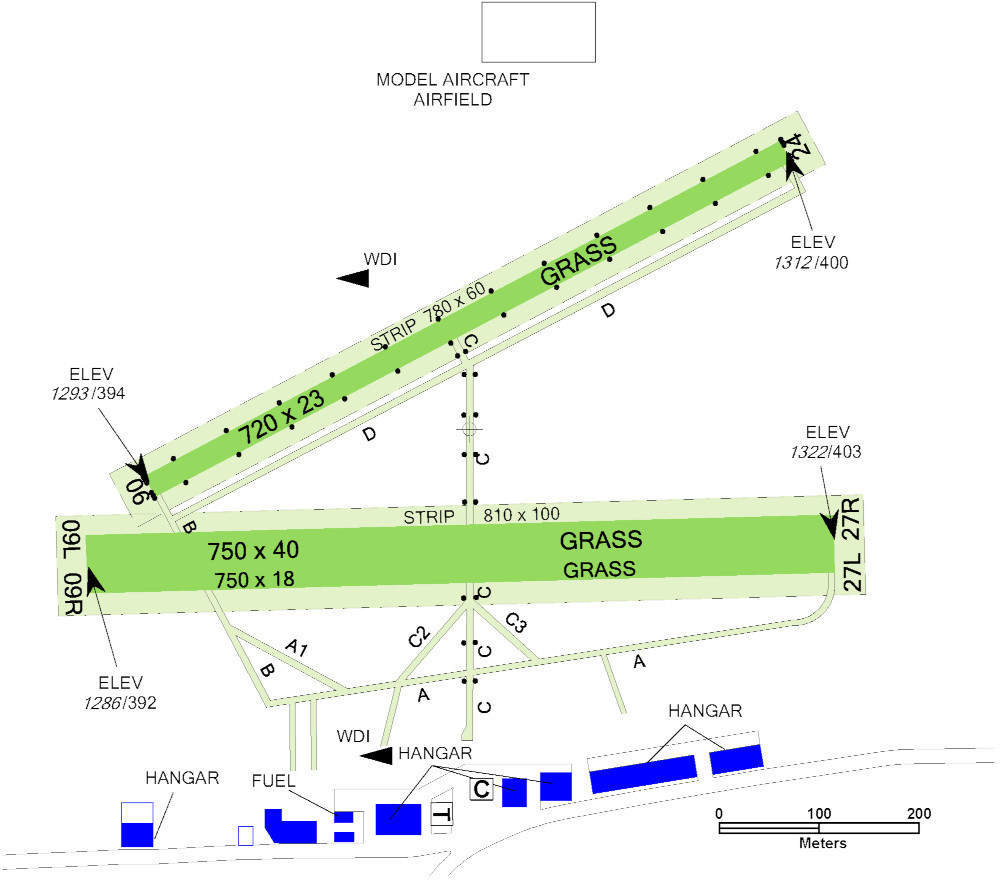 MODEL AIRCRAFT
AIRFIELD
24
ELEV
1312/400
WDI
GRASS
STRIP 780 x 60
D
C
720 x 23
D
ELEV
1293/394
06
ELEV
1322/403
C
B
STRIP 810 x 100
09L
27R
750 x 40
GRASS
750 x 18
GRASS
09R
27L
C
C2
C3
A1
B
C
A
A
C
ELEV
1286/392
WDI
HANGAR
HANGAR
HANGAR
FUEL
C
T
0 100 200
Meters